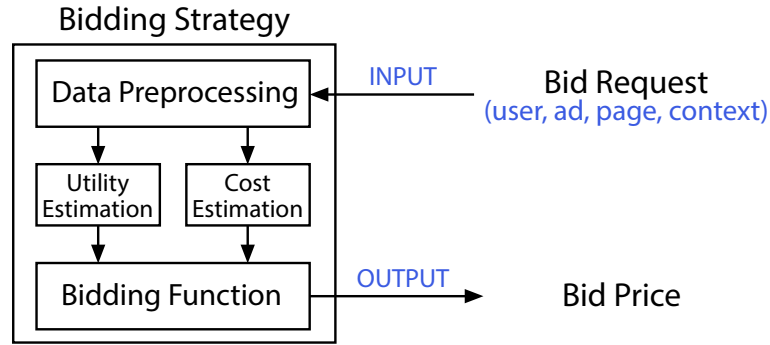 Bidding Strategy
Data Preprocessing
INPUT
Bid Request
(user, ad, page, context)
Utility
Estimation
Cost
Estimation
Bidding Function
OUTPUT
Bid Price